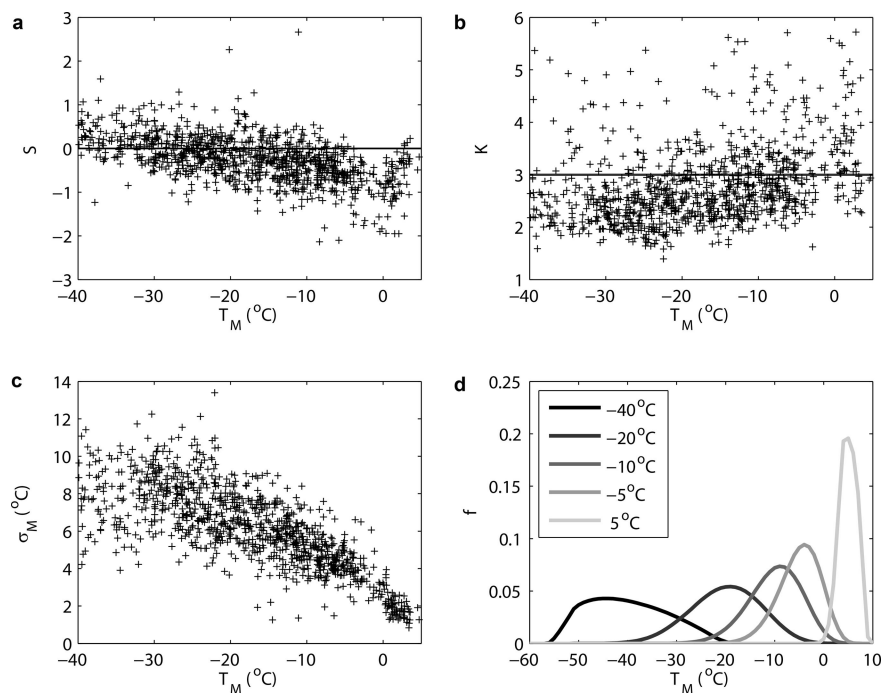 a
3
2
1
0
−1
−2
−3
S
−40 −30 −20 −10 0
T_M (°C)
b
6
5
4
3
2
1
K
−40 −30 −20 −10 0
T_M (°C)
c
14
12
10
8
6
4
2
0
σ_M (°C)
−40 −30 −20 −10 0
T_M (°C)
d
0.25
0.2
0.15
0.1
0.05
0
f
−40°C
−20°C
−10°C
−5°C
5°C
−60 −50 −40 −30 −20 −10 0 10
T_M (°C)